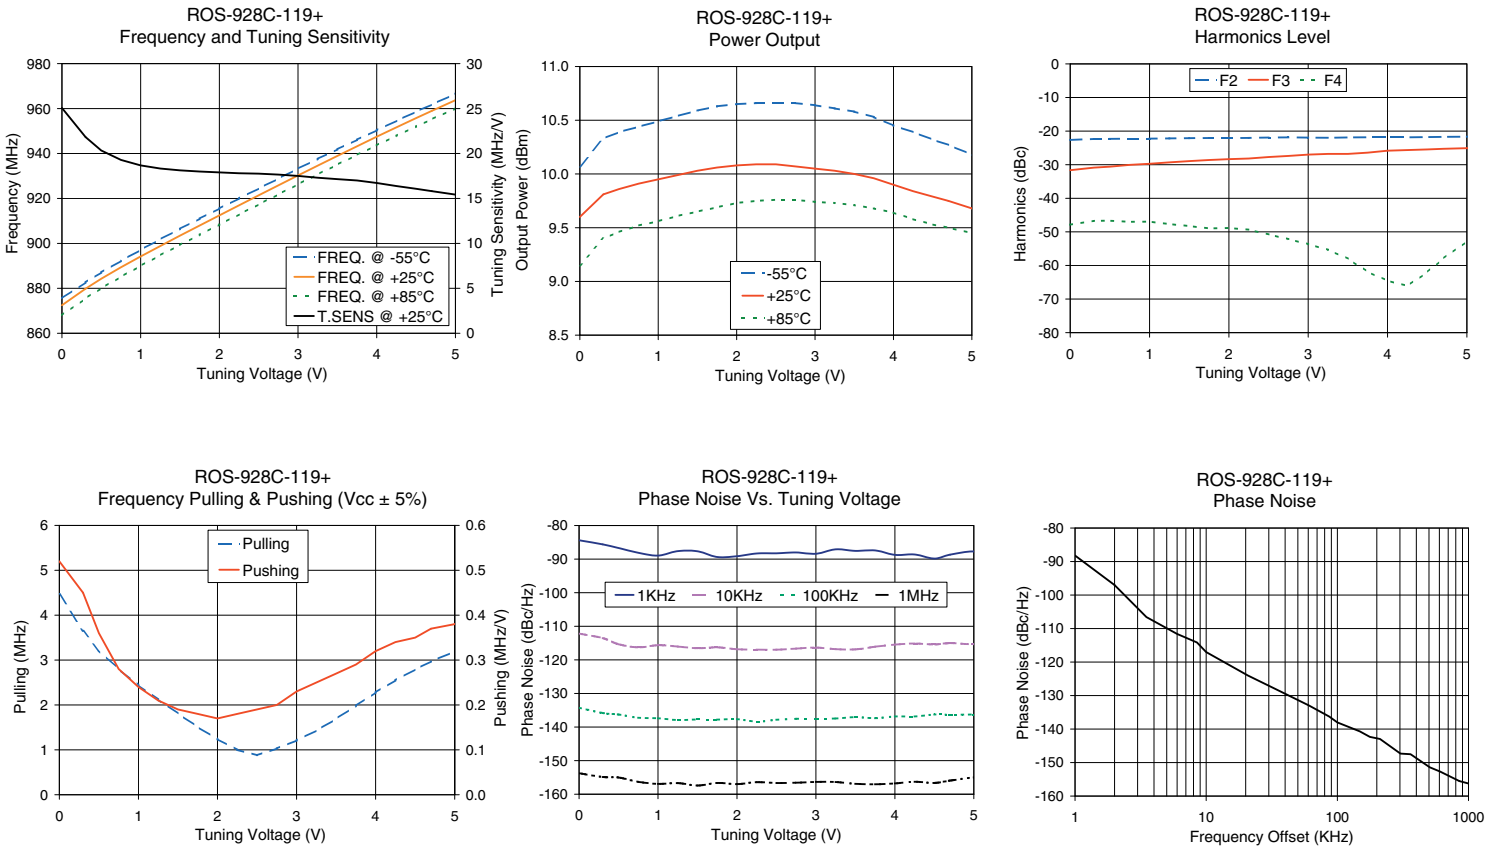 ROS-928C-119+
Frequency and Tuning Sensitivity
980
960
940
920
900
880
860
30
25
20
15
10
5
0
Frequency (MHz)
Tuning Sensitivity (MHz/V)
FREQ. @ -55°C
FREQ. @ +25°C
FREQ. @ +85°C
T.SENS @ +25°C
0 1 2 3 4 5
Tuning Voltage (V)
ROS-928C-119+
Power Output
11.0
10.5
10.0
9.5
9.0
8.5
Output Power (dBm)
-55°C
+25°C
+85°C
0 1 2 3 4 5
Tuning Voltage (V)
ROS-928C-119+
Harmonics Level
0
-10
-20
-30
-40
-50
-60
-70
-80
Harmonics (dBc)
F2 F3 F4
0 1 2 3 4 5
Tuning Voltage (V)
ROS-928C-119+
Frequency Pulling & Pushing (Vcc ± 5%)
6
5
4
3
2
1
0
0.6
0.5
0.4
0.3
0.2
0.1
0.0
Pulling (MHz)
Pushing (MHz/V)
Pulling
Pushing
0 1 2 3 4 5
Tuning Voltage (V)
ROS-928C-119+
Phase Noise Vs. Tuning Voltage
-80
-90
-100
-110
-120
-130
-140
-150
-160
Phase Noise (dBc/Hz)
1KHz 10KHz 100KHz 1MHz
0 1 2 3 4 5
Tuning Voltage (V)
ROS-928C-119+
Phase Noise
-80
-90
-100
-110
-120
-130
-140
-150
-160
Phase Noise (dBc/Hz)
1 10 100 1000
Frequency Offset (KHz)